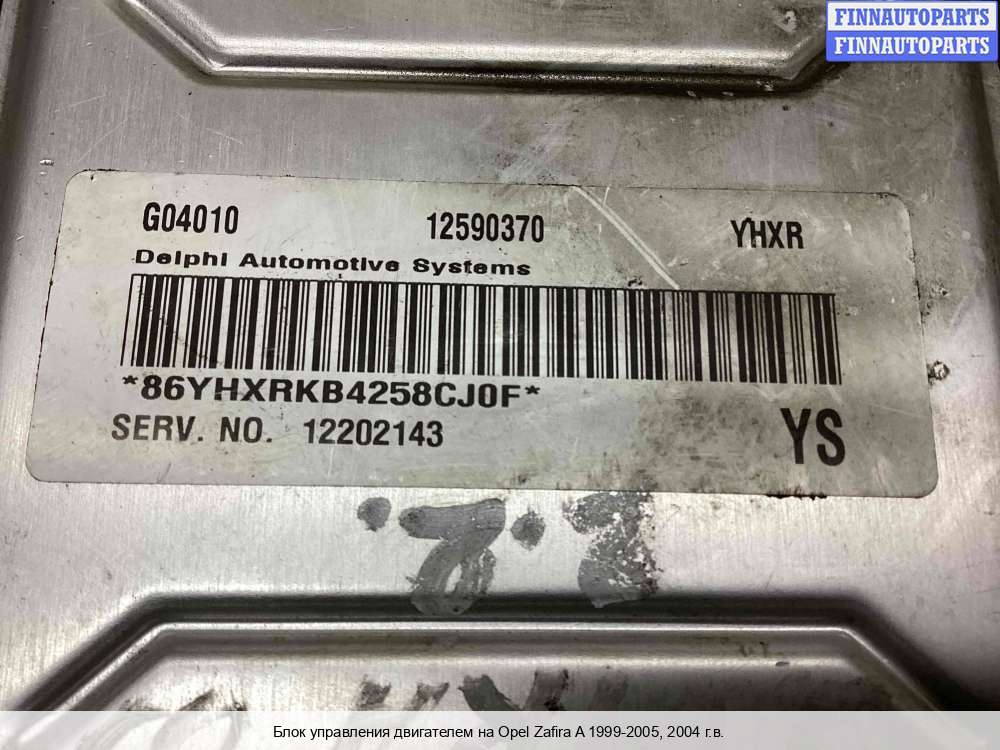 FINNAUTOPARTS
FINNAUTOPARTS
G04010 12590370 YHXR
Delphi Automotive Systems
*86YHXRKB4258CJ0F*
SERV. NO. 12202143 YS
Блок управления двигателем на Opel Zafira A 1999-2005, 2004 г.в.